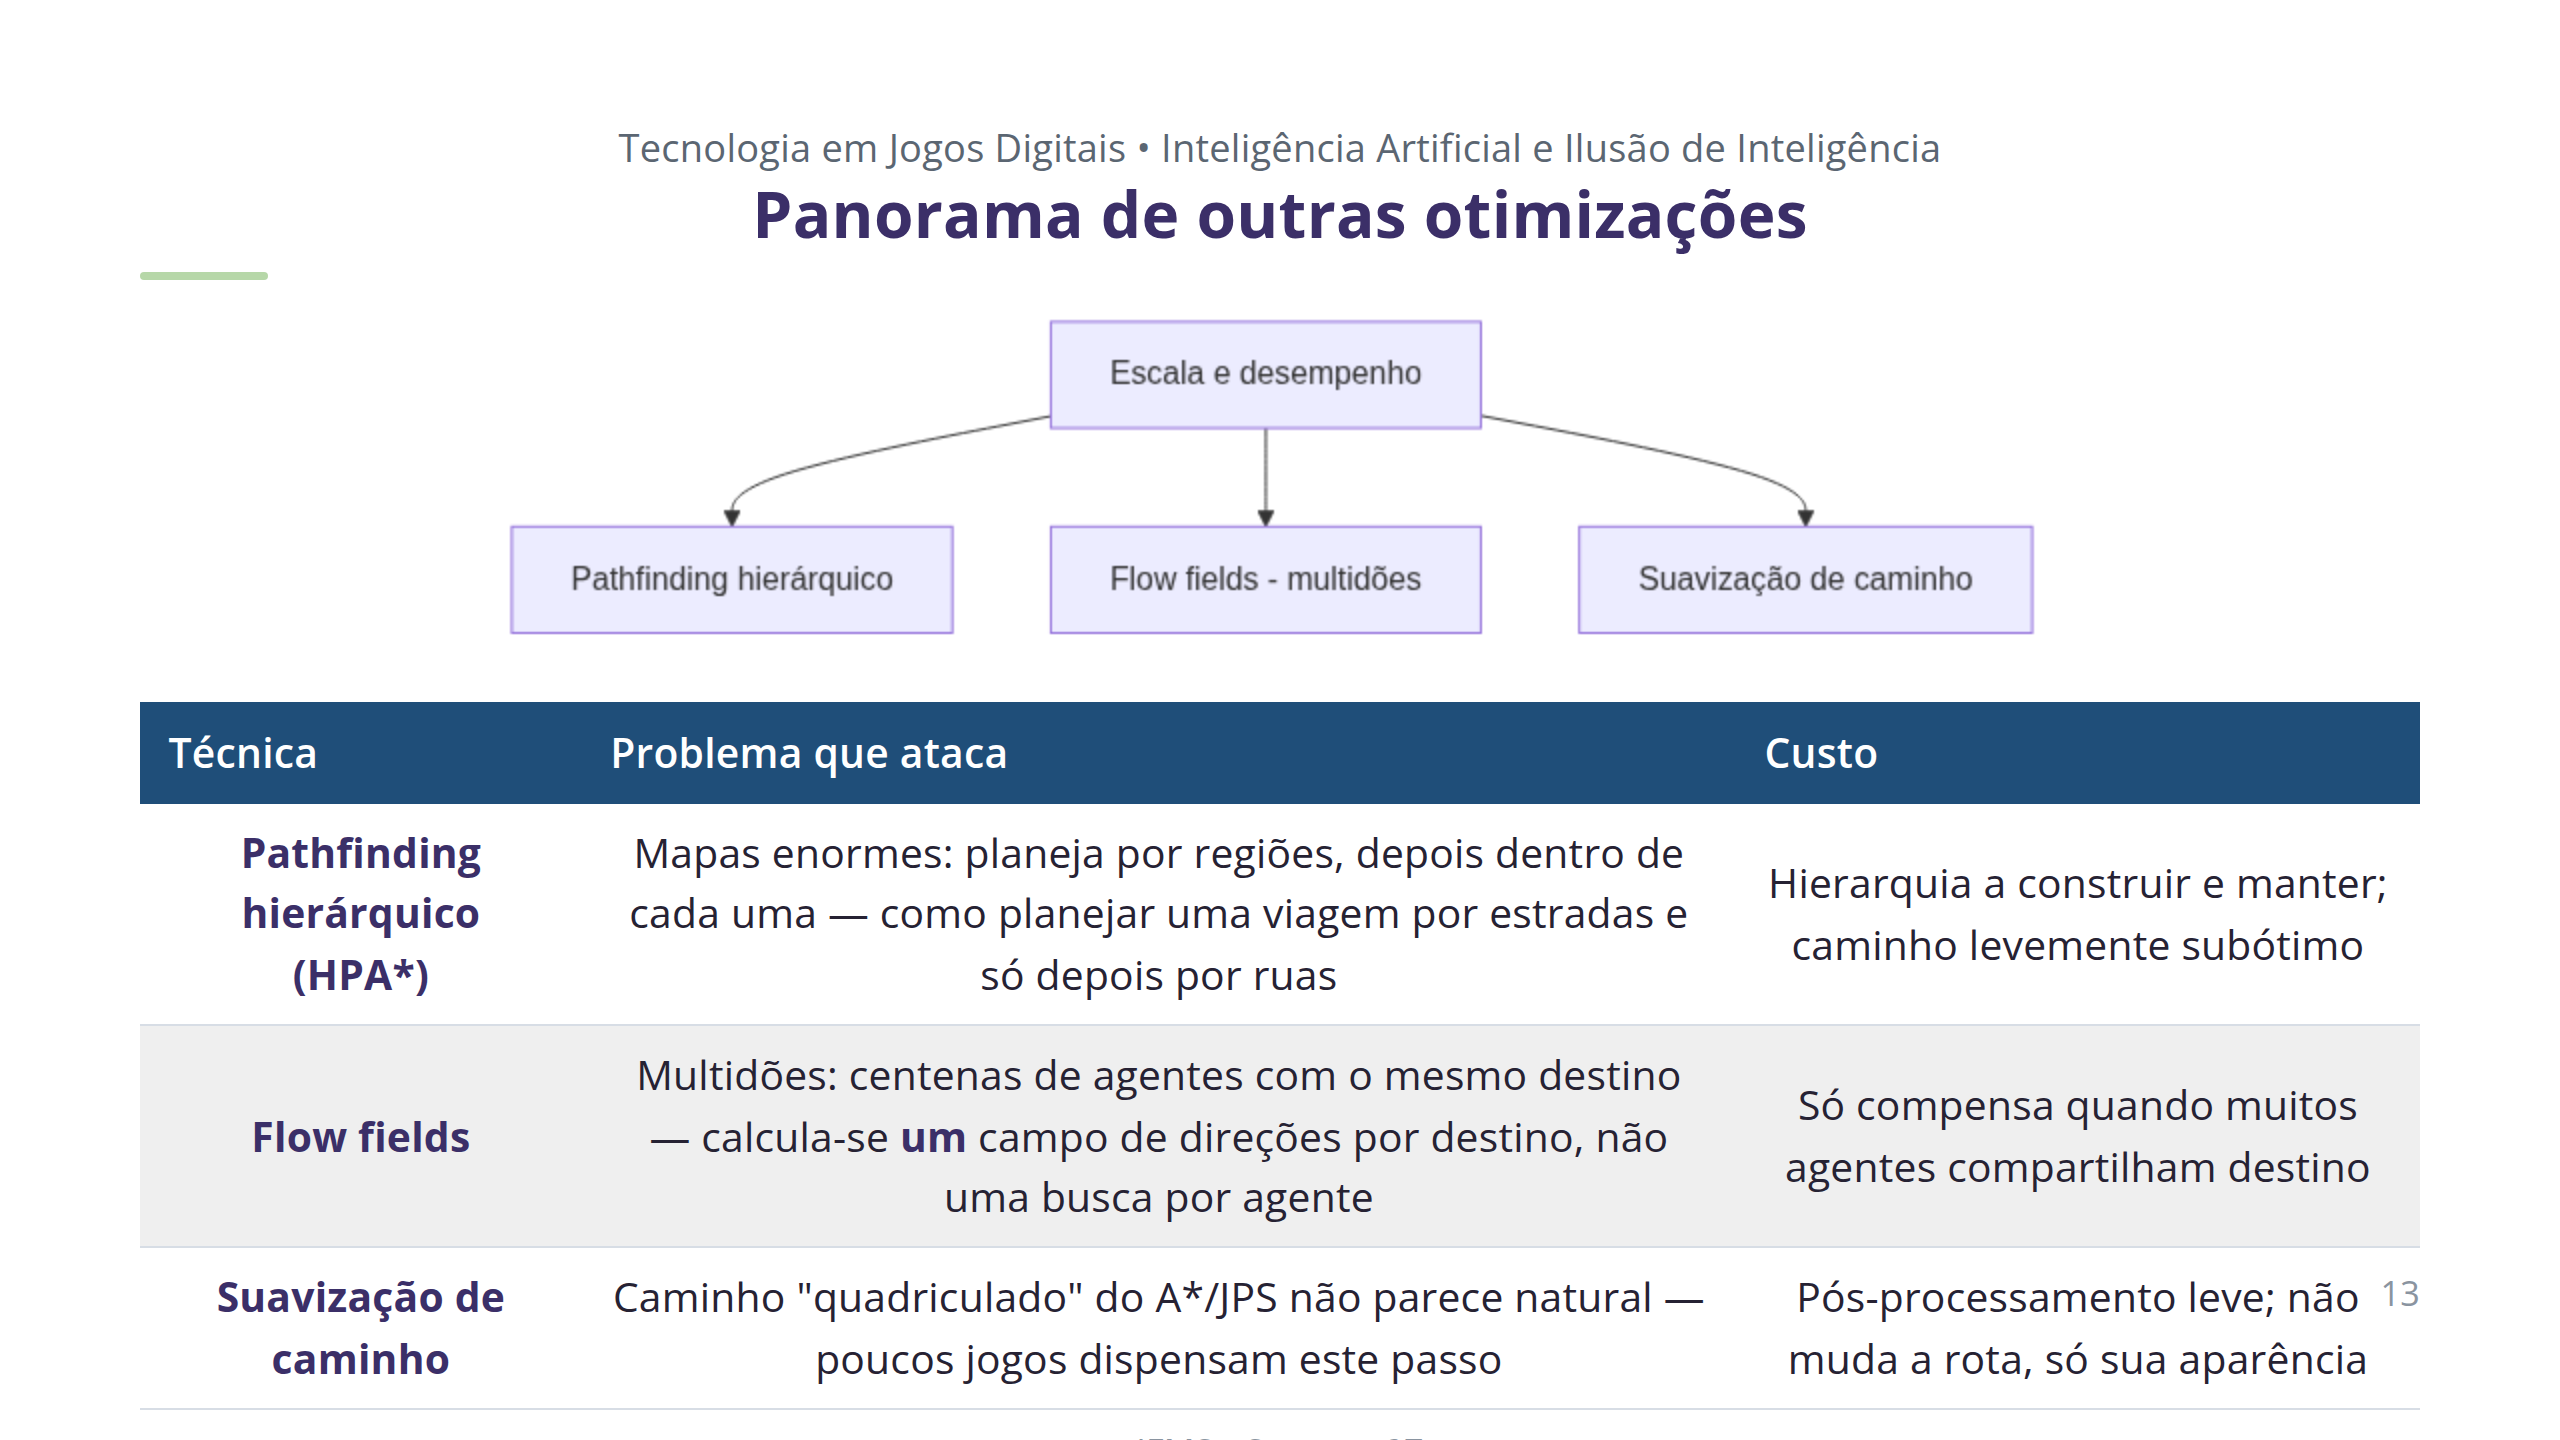 Tecnologia em Jogos Digitais • Inteligência Artificial e Ilusão de Inteligência
Panorama de outras otimizações
Escala e desempenho
Pathfinding hierárquico
Flow fields - multidões
Suavização de caminho
Técnica
Problema que ataca
Custo
Pathfinding
hierárquico
(HPA*)
Mapas enormes: planeja por regiões, depois dentro de
cada uma — como planejar uma viagem por estradas e
só depois por ruas
Hierarquia a construir e manter;
caminho levemente subótimo
Flow fields
Multidões: centenas de agentes com o mesmo destino
— calcula-se um campo de direções por destino, não
uma busca por agente
Só compensa quando muitos
agentes compartilham destino
Suavização de
caminho
Caminho "quadriculado" do A*/JPS não parece natural —
poucos jogos dispensam este passo
Pós-processamento leve; não
muda a rota, só sua aparência
13